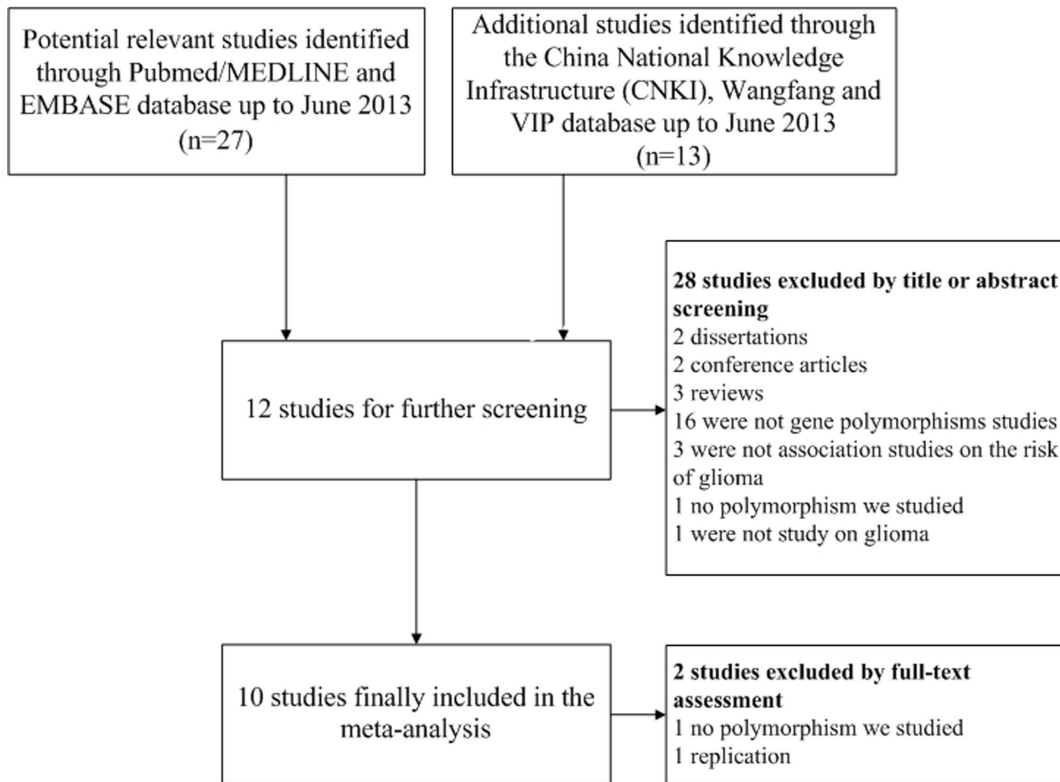 Potential relevant studies identified
through Pubmed/MEDLINE and
EMBASE database up to June 2013
(n=27)
Additional studies identified through
the China National Knowledge
Infrastructure (CNKI), Wangfang and
VIP database up to June 2013
(n=13)
28 studies excluded by title or abstract
screening
2 dissertations
2 conference articles
3 reviews
16 were not gene polymorphisms studies
3 were not association studies on the risk
of glioma
1 no polymorphism we studied
1 were not study on glioma
12 studies for further screening
10 studies finally included in the
meta-analysis
2 studies excluded by full-text
assessment
1 no polymorphism we studied
1 replication